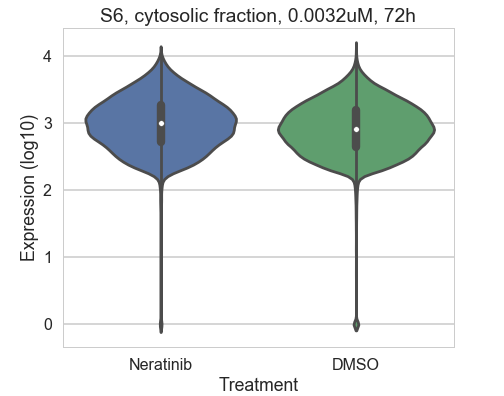 S6, cytosolic fraction, 0.0032uM, 72h
Expression (log10)
4
3
2
1
0
Neratinib DMSO
Treatment